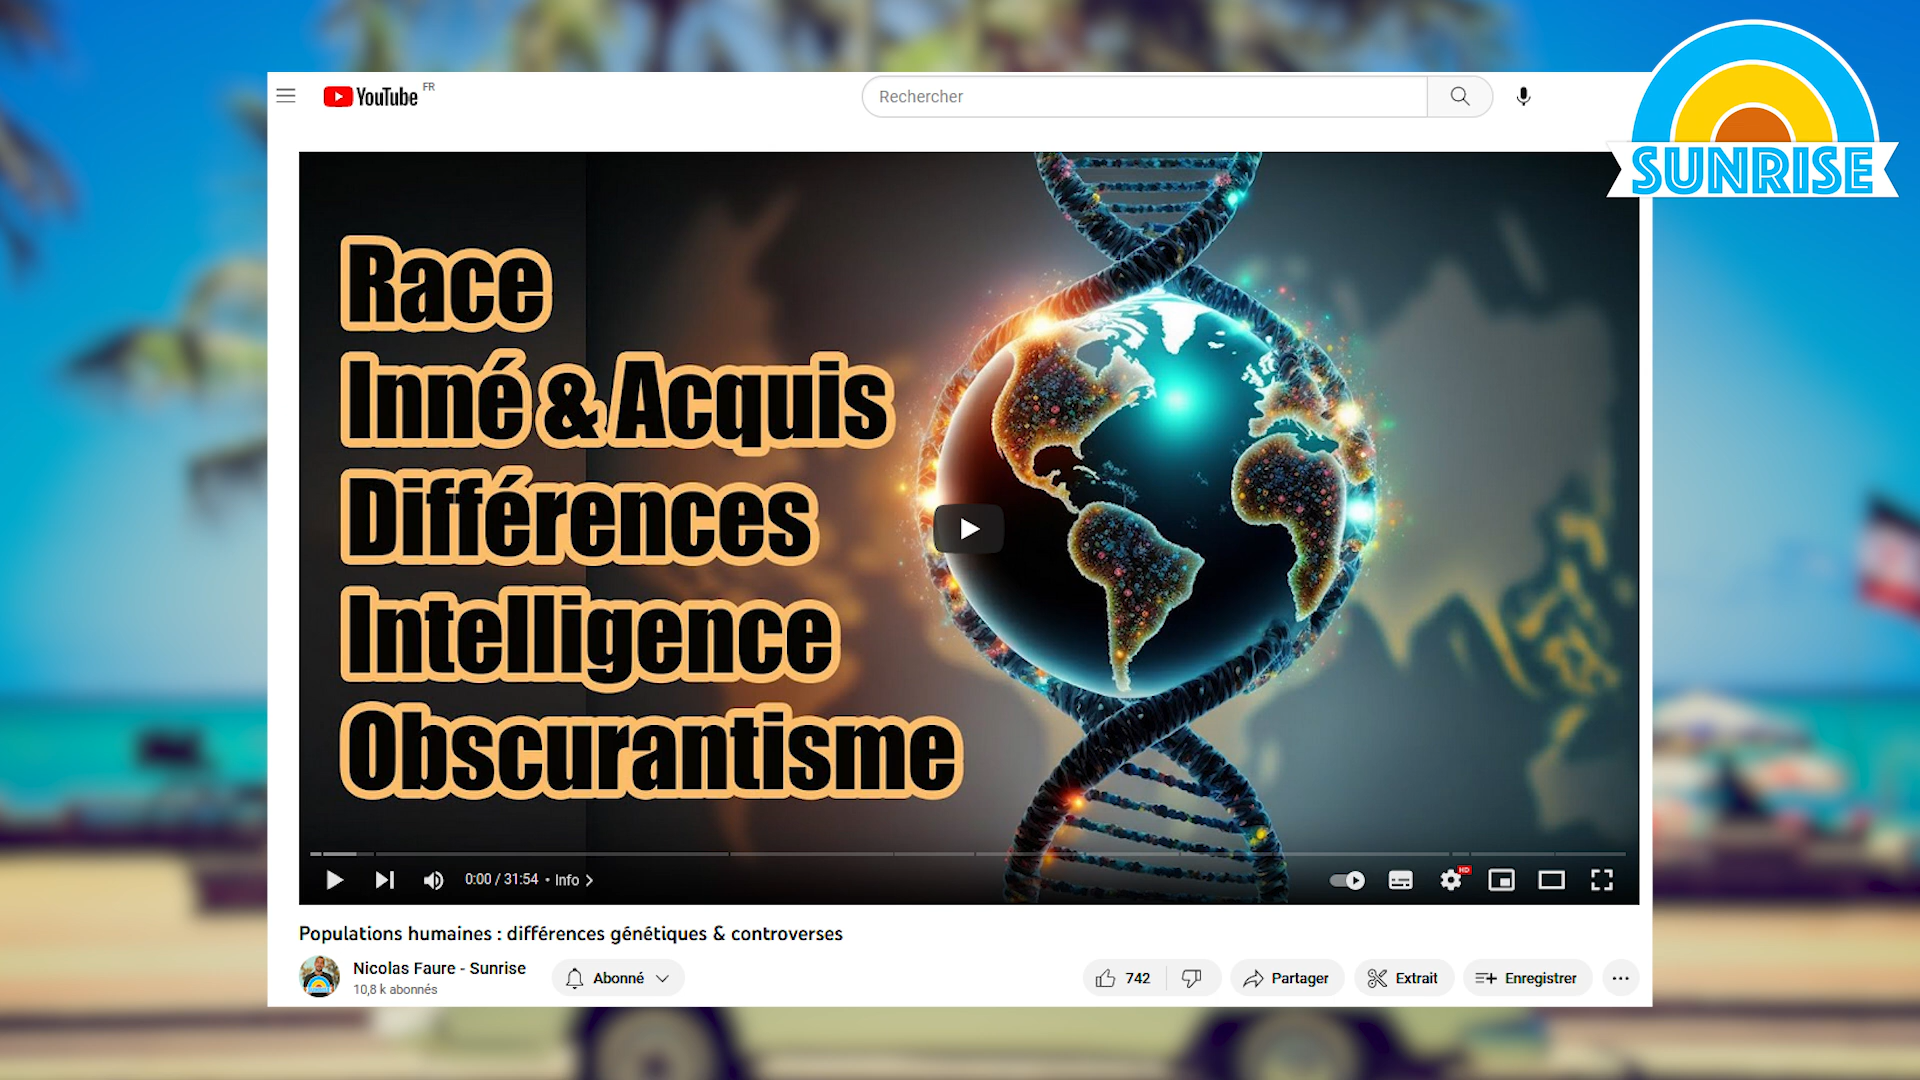 YouTube FR
Rechercher
SUNRISE
Race
Inné & Acquis
Différences
Intelligence
Obscurantisme
0:00 / 31:54 • Info
HD
Populations humaines : différences génétiques & controverses
Nicolas Faure - Sunrise
10,8 k abonnés
Abonné
742
Partager
Extrait
Enregistrer